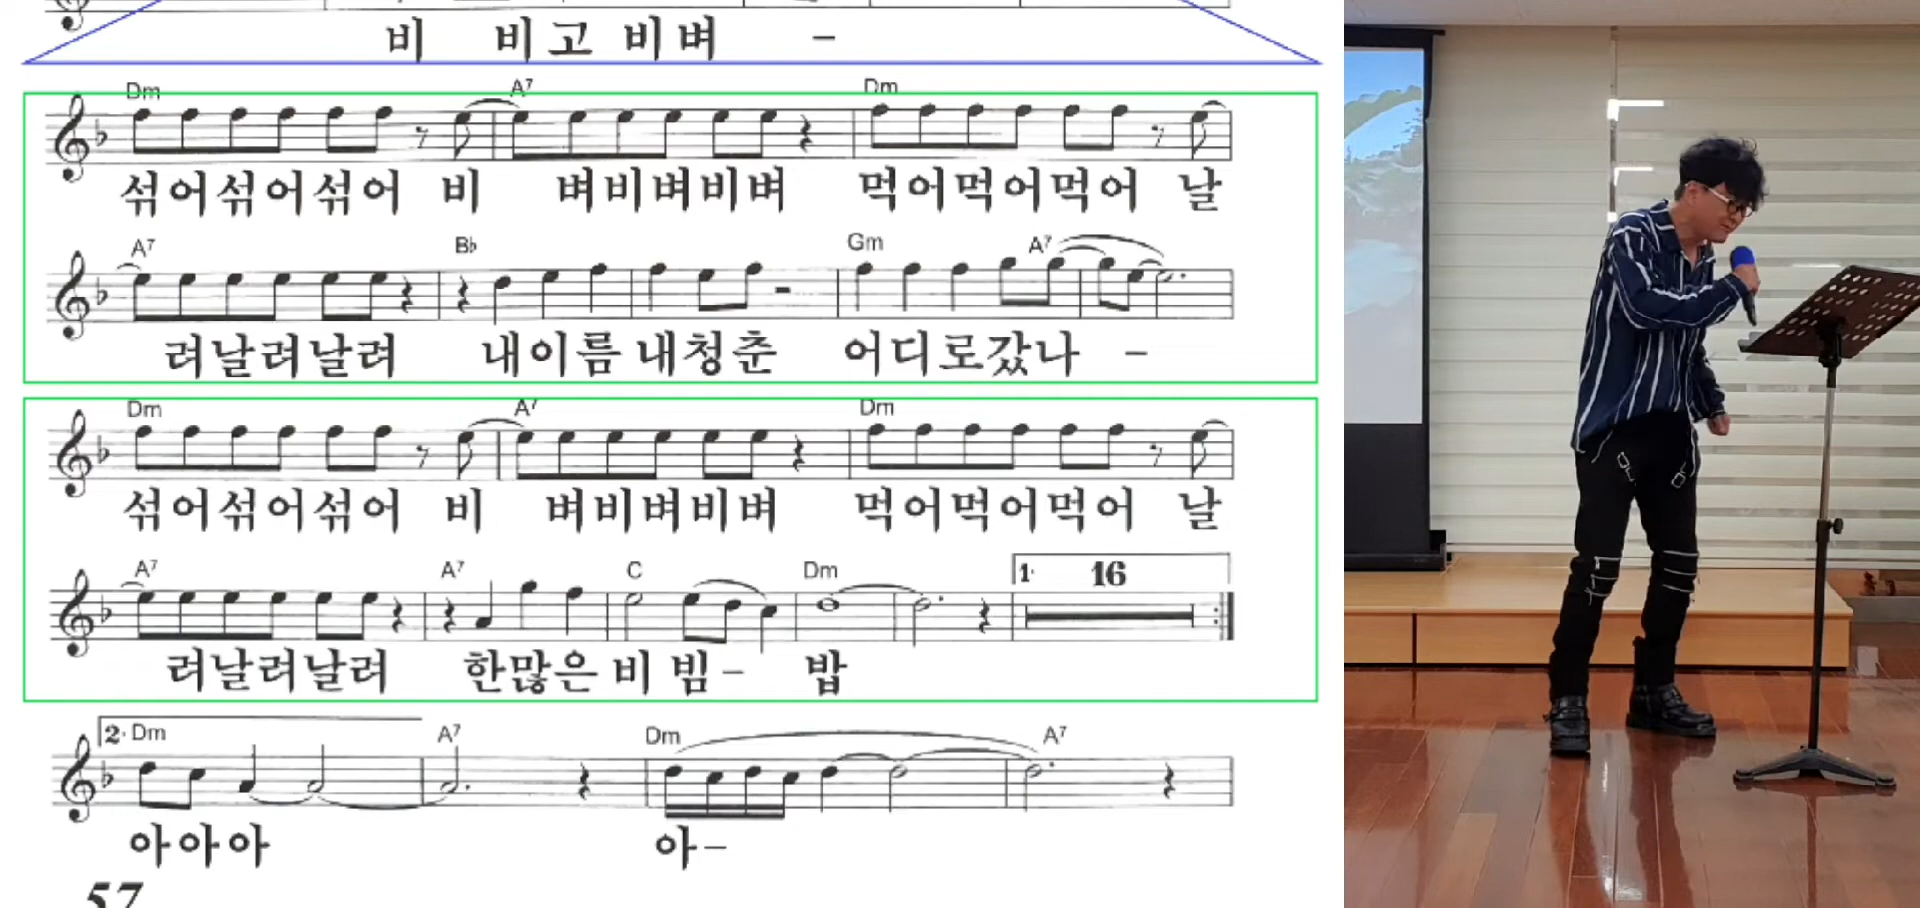 비 비고 비벼 –
Dm A7 Dm
섞어섞어섞어 비 벼비벼비벼 먹어먹어먹어 날
A7 B♭ Gm A7
려날려날려 내이름 내청춘 어디로갔나 –
Dm A7 Dm
섞어섞어섞어 비 벼비벼비벼 먹어먹어먹어 날
A7 A7 C Dm 1. 16
려날려날려 한많은 비 빔– 밥
2. Dm A7 Dm A7
아아아 아–
57